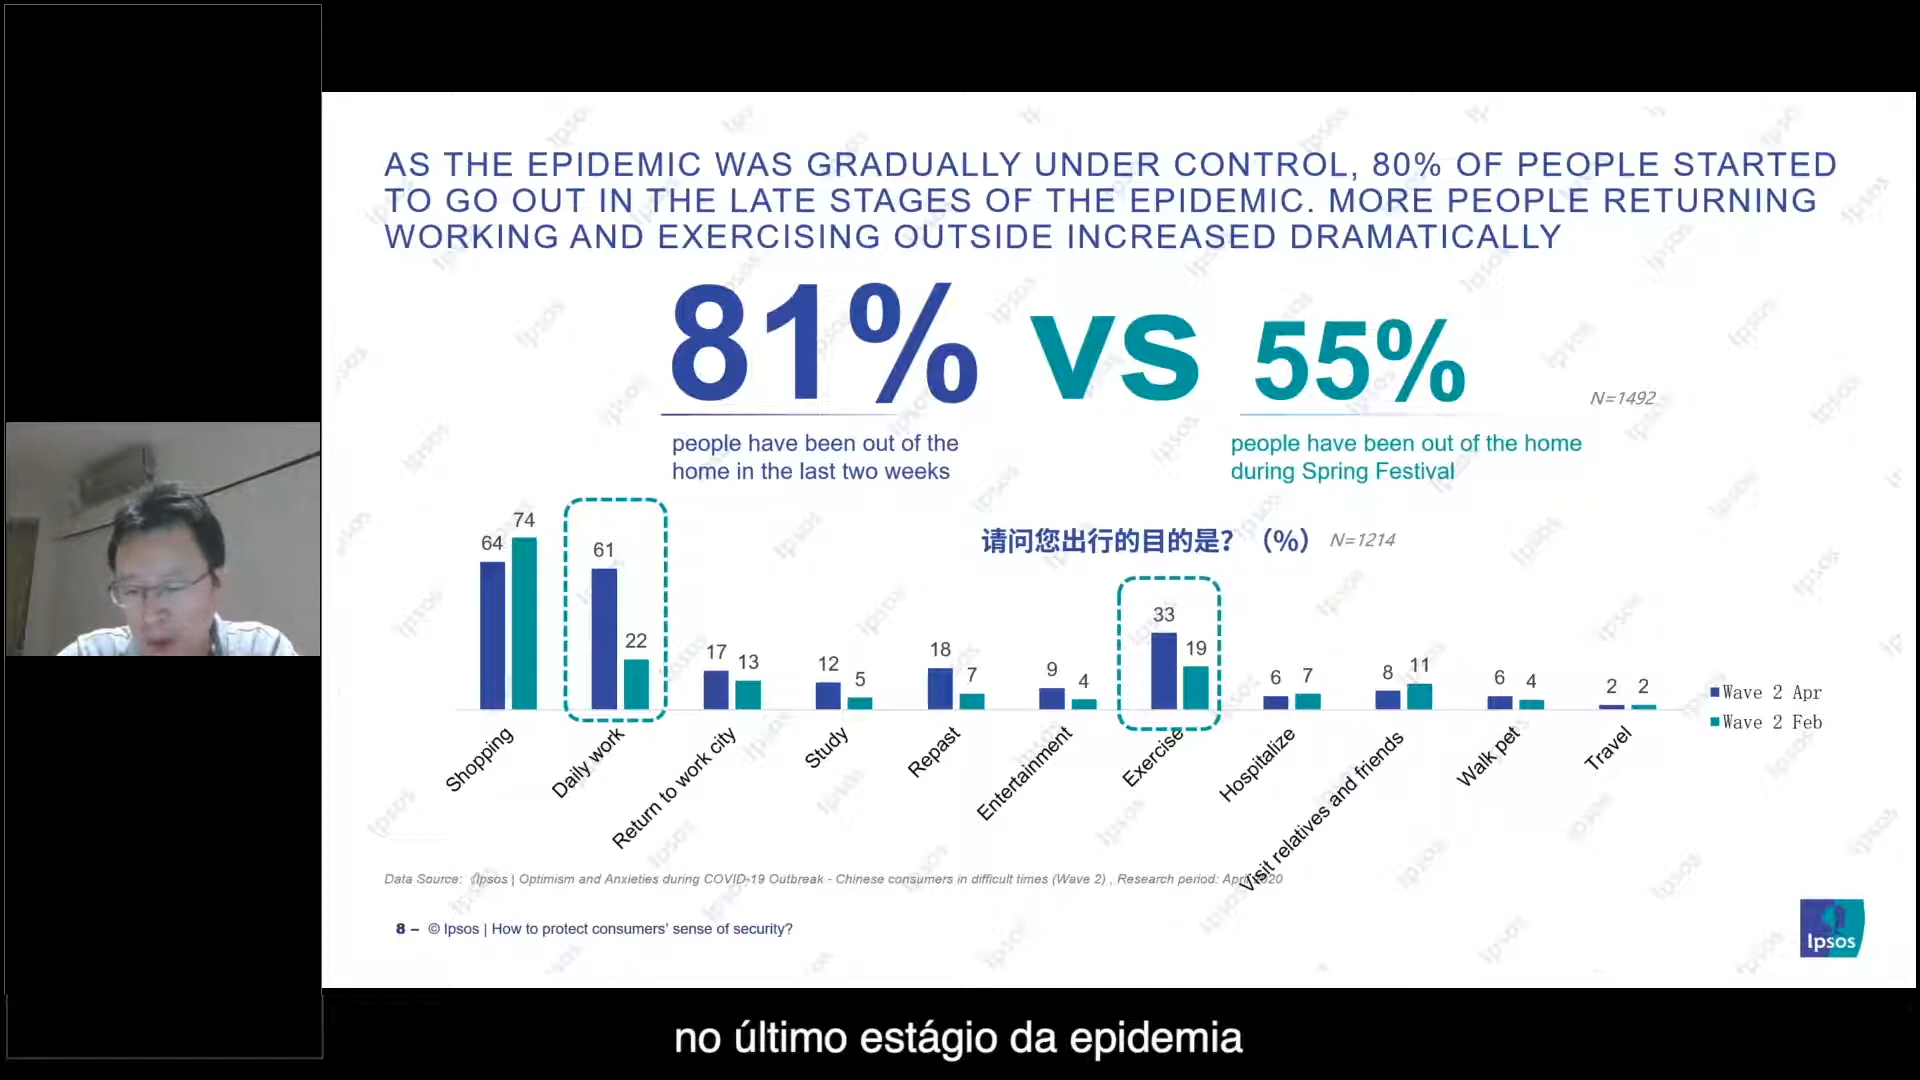 AS THE EPIDEMIC WAS GRADUALLY UNDER CONTROL, 80% OF PEOPLE STARTED
TO GO OUT IN THE LATE STAGES OF THE EPIDEMIC. MORE PEOPLE RETURNING
WORKING AND EXERCISING OUTSIDE INCREASED DRAMATICALLY
81% VS 55%
N=1492
people have been out of the
home in the last two weeks
people have been out of the home
during Spring Festival
请问您出行的目的是？（%） N=1214
64 74
61 22
17 13
12 5
18 7
9 4
33 19
6 7
8 11
6 4
2 2
Wave 2 Apr
Wave 2 Feb
Shopping
Daily work
Return to work city
Study
Repast
Entertainment
Exercise
Hospitalize
Visit relatives and friends
Walk pet
Travel
Data Source: 《Ipsos | Optimism and Anxieties during COVID-19 Outbreak - Chinese consumers in difficult times (Wave 2) , Research period: Apr 2020
8 – © Ipsos | How to protect consumers' sense of security?
Ipsos
no último estágio da epidemia